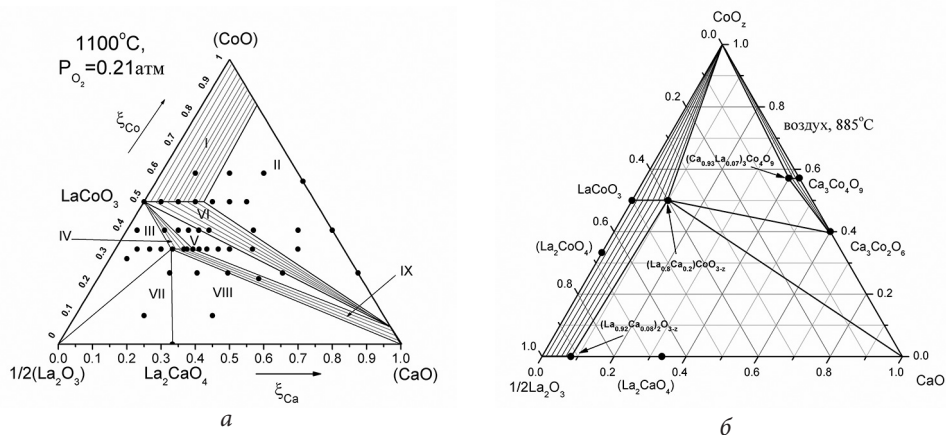 1100°C,
P_O₂=0.21атм
(CoO)
1
0.9
0.8
0.7
0.6
0.5
0.4
0.3
0.2
0.1
0
ξ_Co
LaCoO₃
I
II
III
IV
V
VI
VII
VIII
IX
0.0 0.1 0.2 0.3 0.4 0.5 0.6 0.7 0.8 0.9 1.0
1/2(La₂O₃) La₂CaO₄ (CaO)
ξ_Ca
а
CoO_z
0.0 1.0
0.2 0.8
воздух, 885°C
(Ca₀.₉₃La₀.₀₇)₃Co₄O₉
0.4 0.6
LaCoO₃ Ca₃Co₄O₉
0.6 0.4
(La₂CoO₄) Ca₃Co₂O₆
(La₀.₈Ca₀.₂)CoO₃₋z
0.8 0.2
(La₀.₉₂Ca₀.₀₈)₂O₃₋z
1.0 0.0
CaO
0.0 0.2 0.4 0.6 0.8 1.0
1/2La₂O₃ (La₂CaO₄)
б